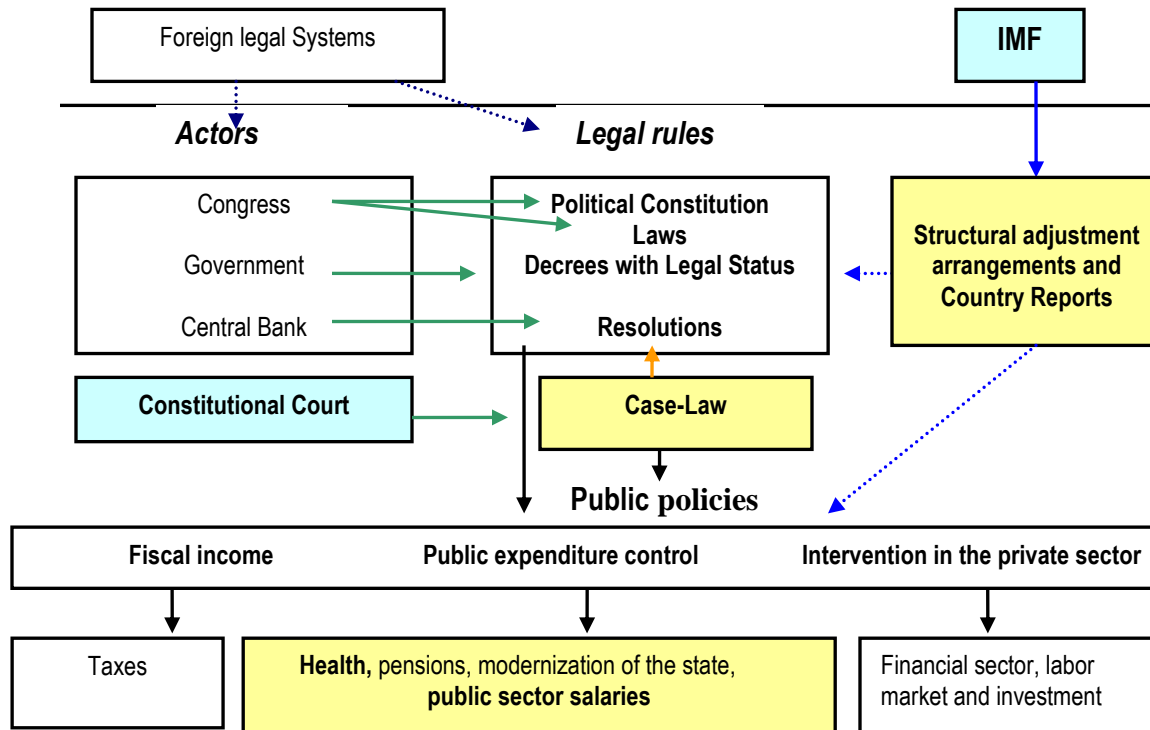 Foreign legal Systems
IMF
Actors
Legal rules
Congress
Government
Central Bank
Political Constitution
Laws
Decrees with Legal Status
Resolutions
Structural adjustment
arrangements and
Country Reports
Constitutional Court
Case-Law
Public policies
Fiscal income
Public expenditure control
Intervention in the private sector
Taxes
Health, pensions, modernization of the state,
public sector salaries
Financial sector, labor
market and investment